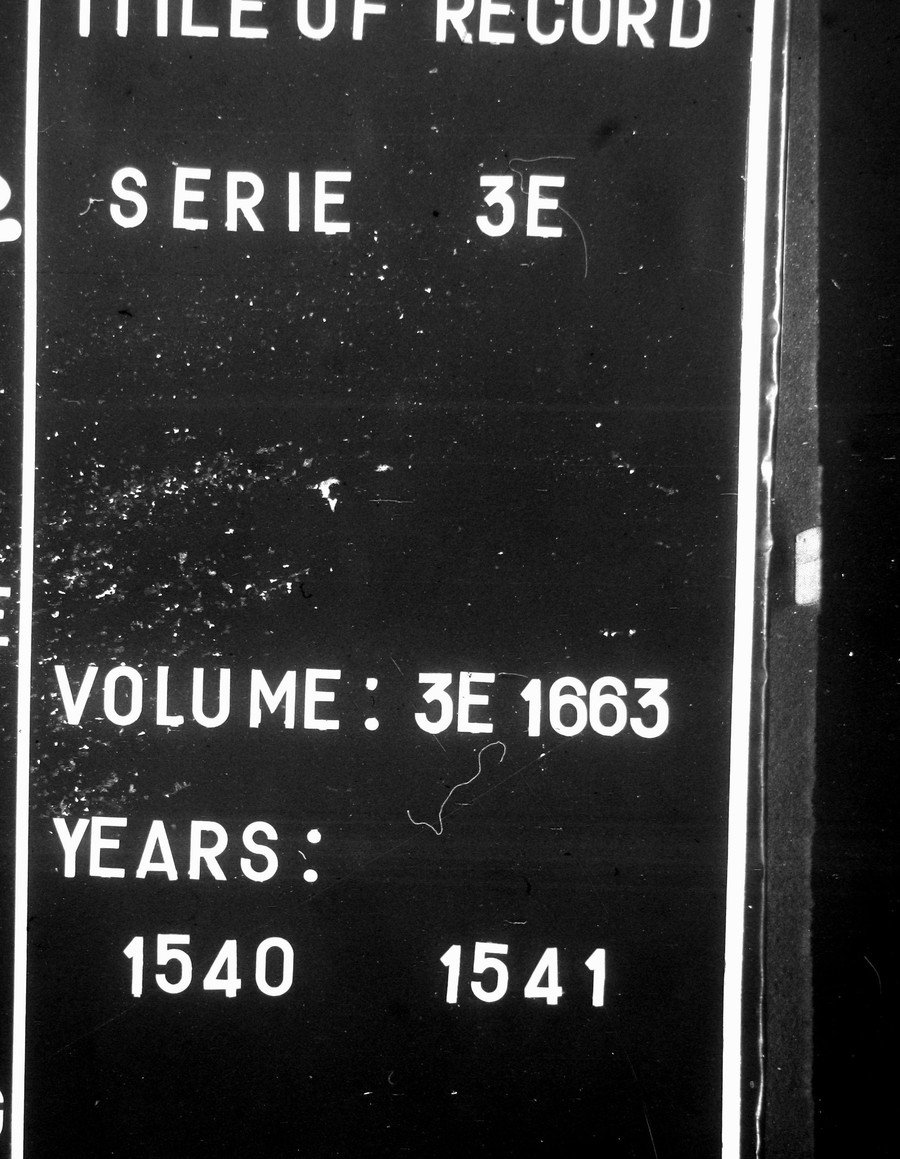 TITLE OF RECORD
SERIE 3E
VOLUME: 3E 1663
YEARS:
1540 1541